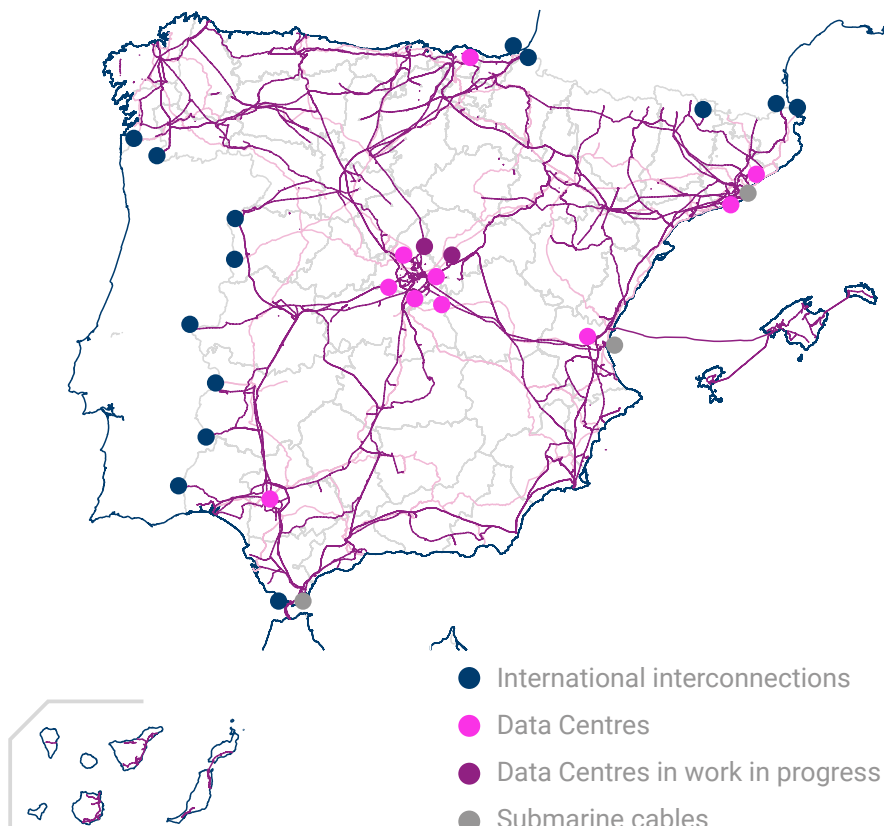 International interconnections
Data Centres
Data Centres in work in progress
Submarine cables